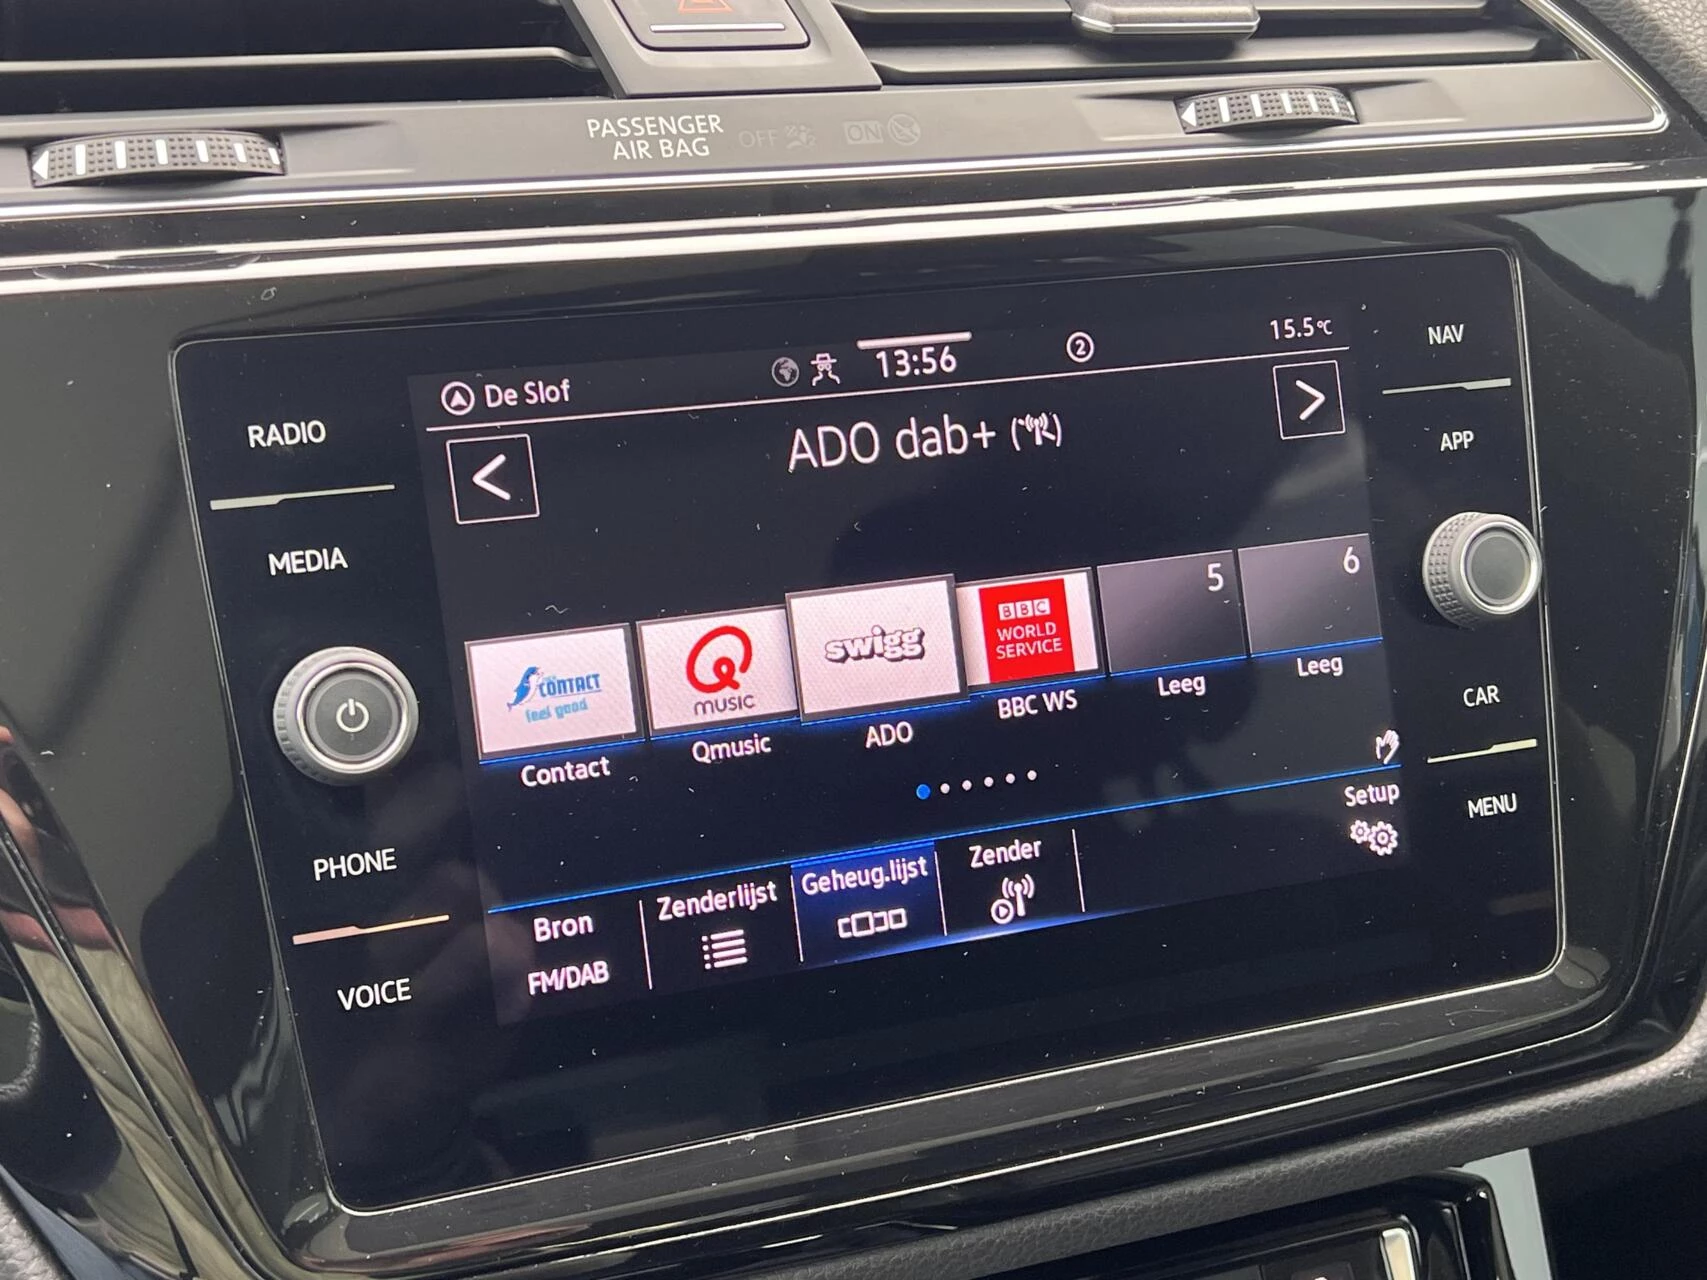 PASSENGER
AIR BAG
OFF
ON
De Slof
13:56
2
15.5°C
RADIO
MEDIA
PHONE
VOICE
NAV
APP
CAR
MENU
<
ADO dab+
>
CONTACT
feel good
MUSIC
swigg
BBC
WORLD
SERVICE
5
6
Contact
Qmusic
ADO
BBC WS
Leeg
Leeg
Setup
Bron
FM/DAB
Zenderlijst
Geheug.lijst
Zender